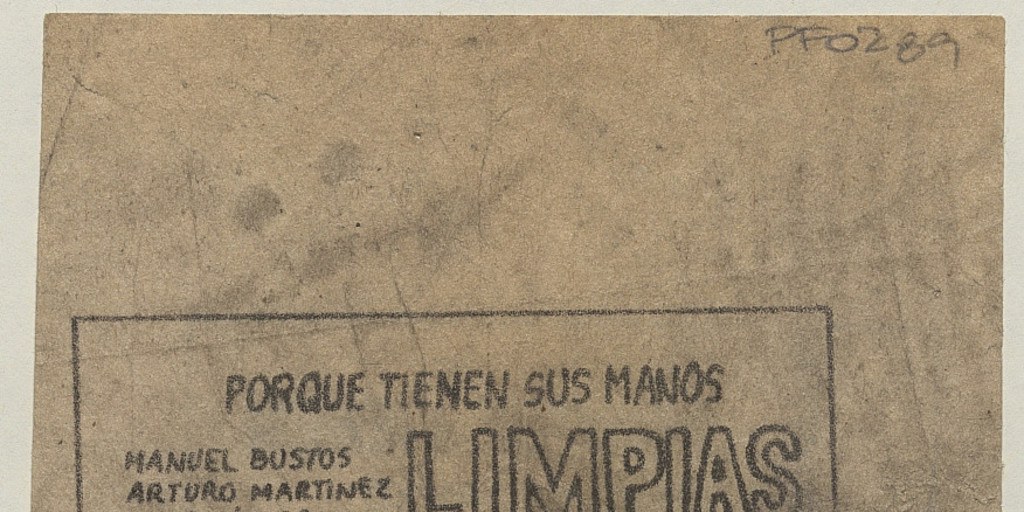 PF0289
PORQUE TIENEN SUS MANOS
LIMPIAS
MANUEL BUSTOS
ARTURO MARTINEZ